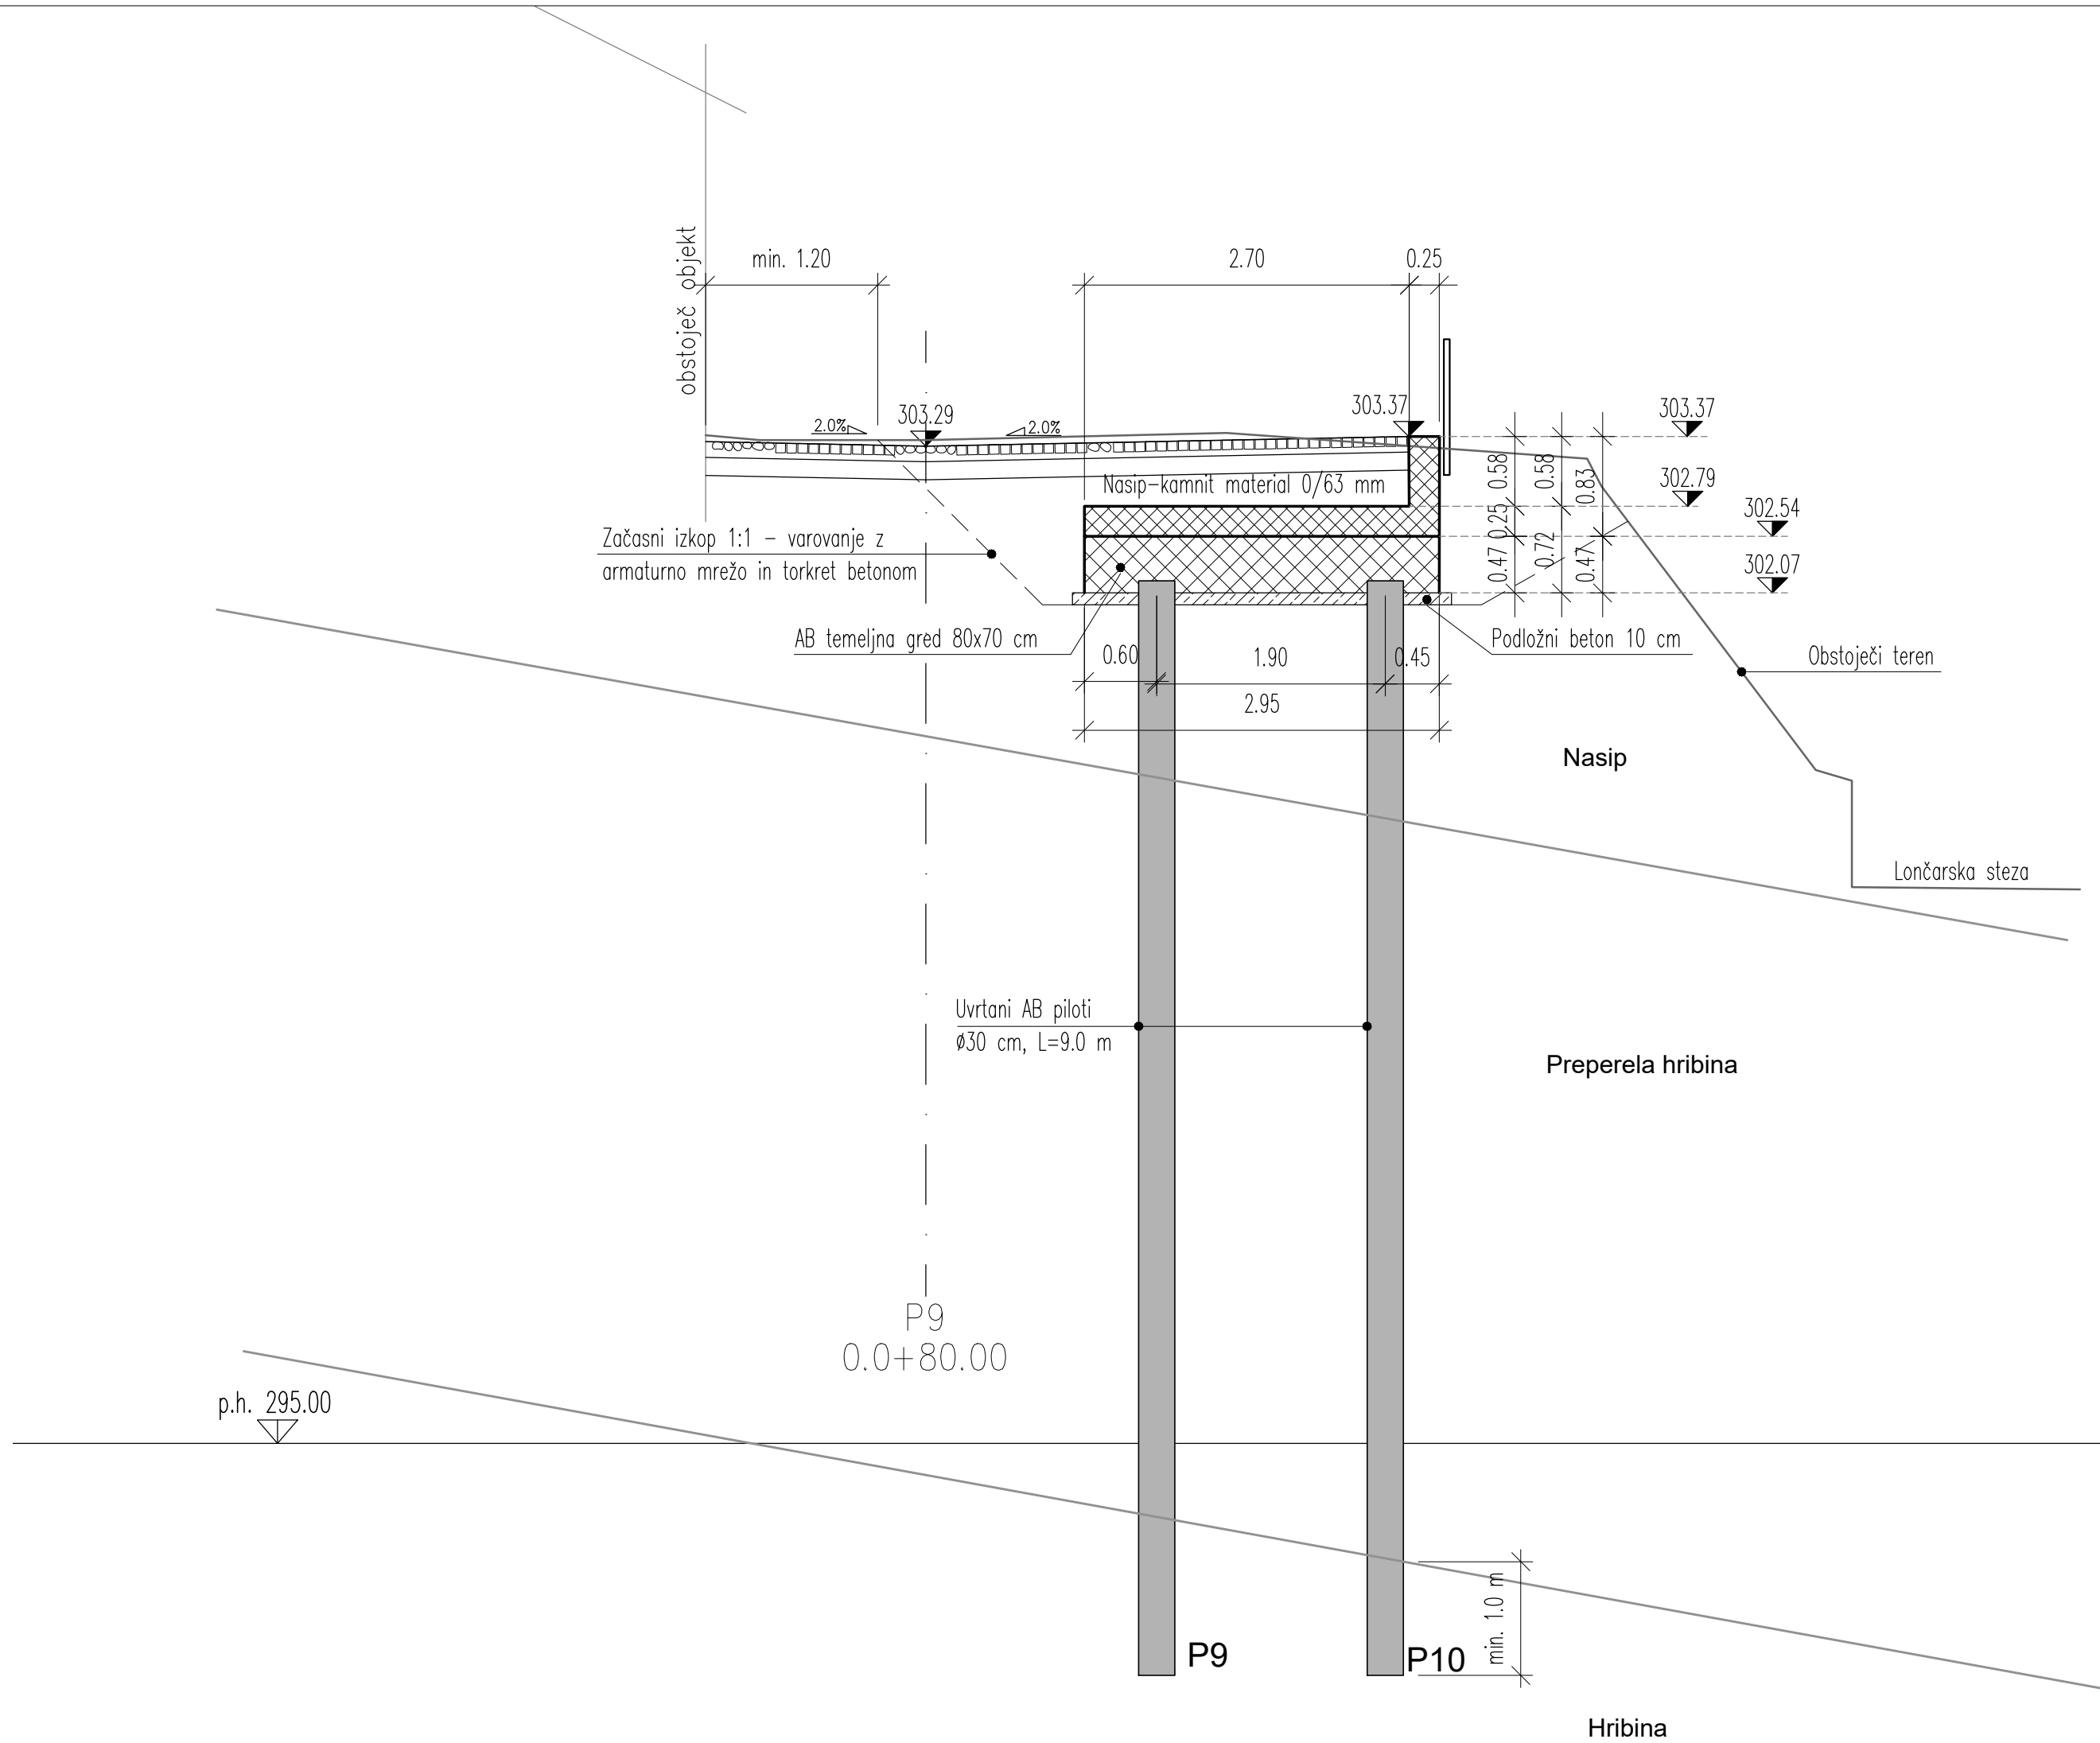 obstoječ objekt
min. 1.20
2.70
0.25
303.37
303.37
303.29
2.0%
2.0%
0.58
0.58
0.83
302.79
Nasip-kamnit material 0/63 mm
302.54
0.25
0.47
0.72
0.47
Začasni izkop 1:1 – varovanje z
armaturno mrežo in torkret betonom
302.07
AB temeljna gred 80x70 cm
Podložni beton 10 cm
0.60
1.90
0.45
Obstoječi teren
2.95
Nasip
Lončarska steza
Uvrtani AB piloti
ø30 cm, L=9.0 m
Preperela hribina
P9
0.0+80.00
p.h. 295.00
min. 1.0 m
P9
P10
Hribina